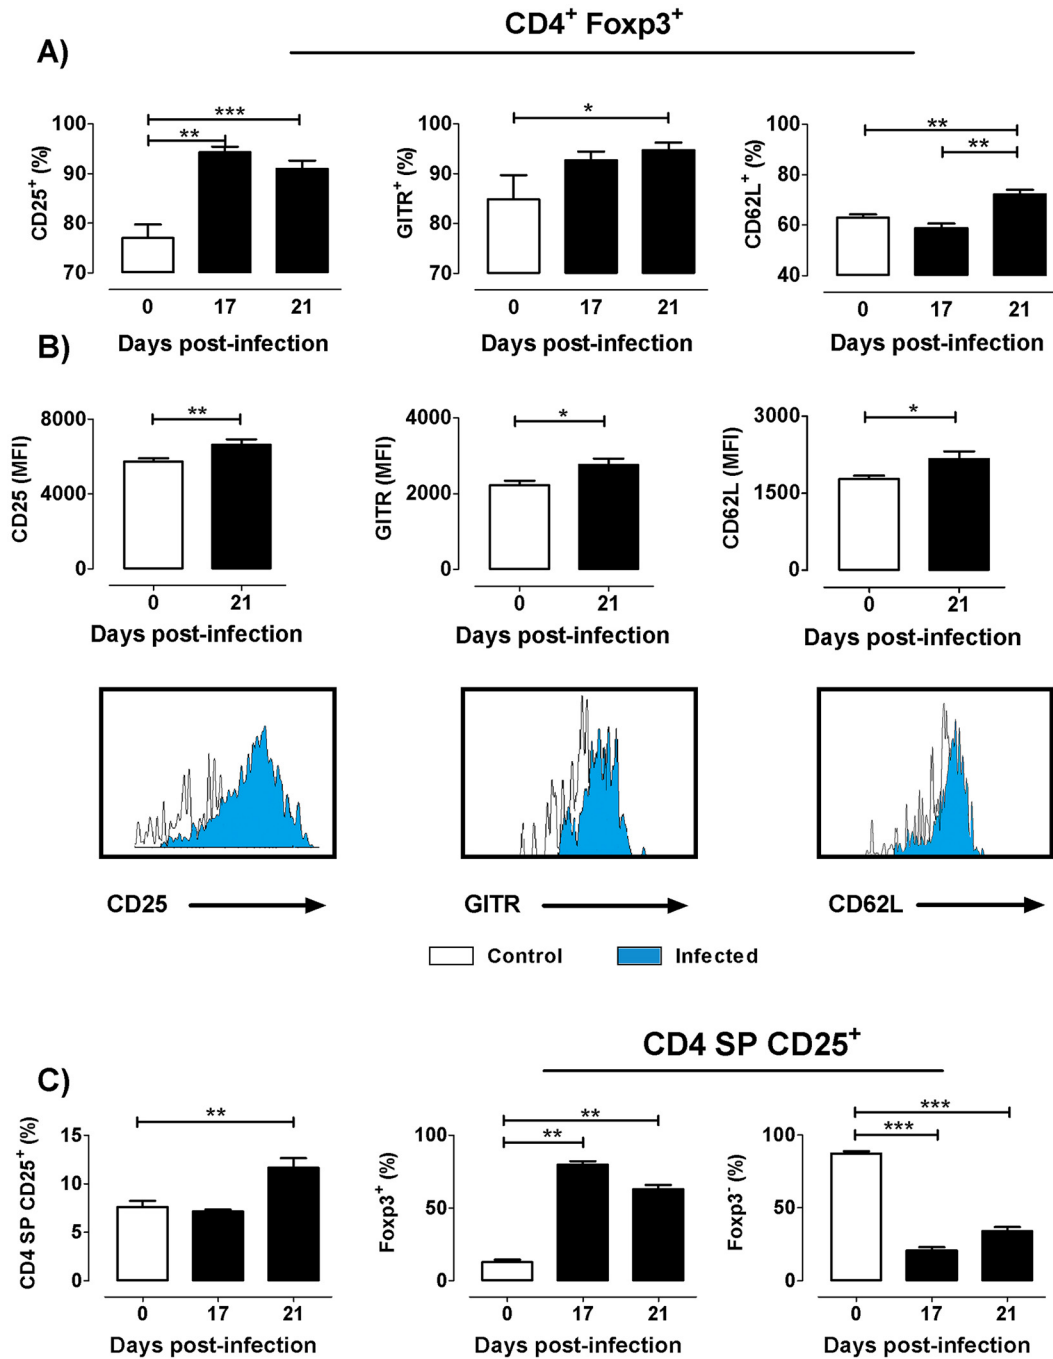 CD4⁺ Foxp3⁺
A)
CD25⁺ (%)
100
90
80
70
***
**
0 17 21
Days post-infection
GITR⁺ (%)
100
90
80
70
*
0 17 21
Days post-infection
CD62L⁺ (%)
100
80
60
40
**
**
0 17 21
Days post-infection
B)
CD25 (MFI)
8000
4000
0
**
0 21
Days post-infection
GITR (MFI)
4000
2000
0
*
0 21
Days post-infection
CD62L (MFI)
3000
1500
0
*
0 21
Days post-infection
CD25
GITR
CD62L
Control
Infected
CD4 SP CD25⁺
C)
CD4 SP CD25⁺ (%)
15
10
5
0
**
0 17 21
Days post-infection
Foxp3⁺ (%)
100
50
0
**
**
0 17 21
Days post-infection
Foxp3⁻ (%)
100
50
0
***
***
0 17 21
Days post-infection